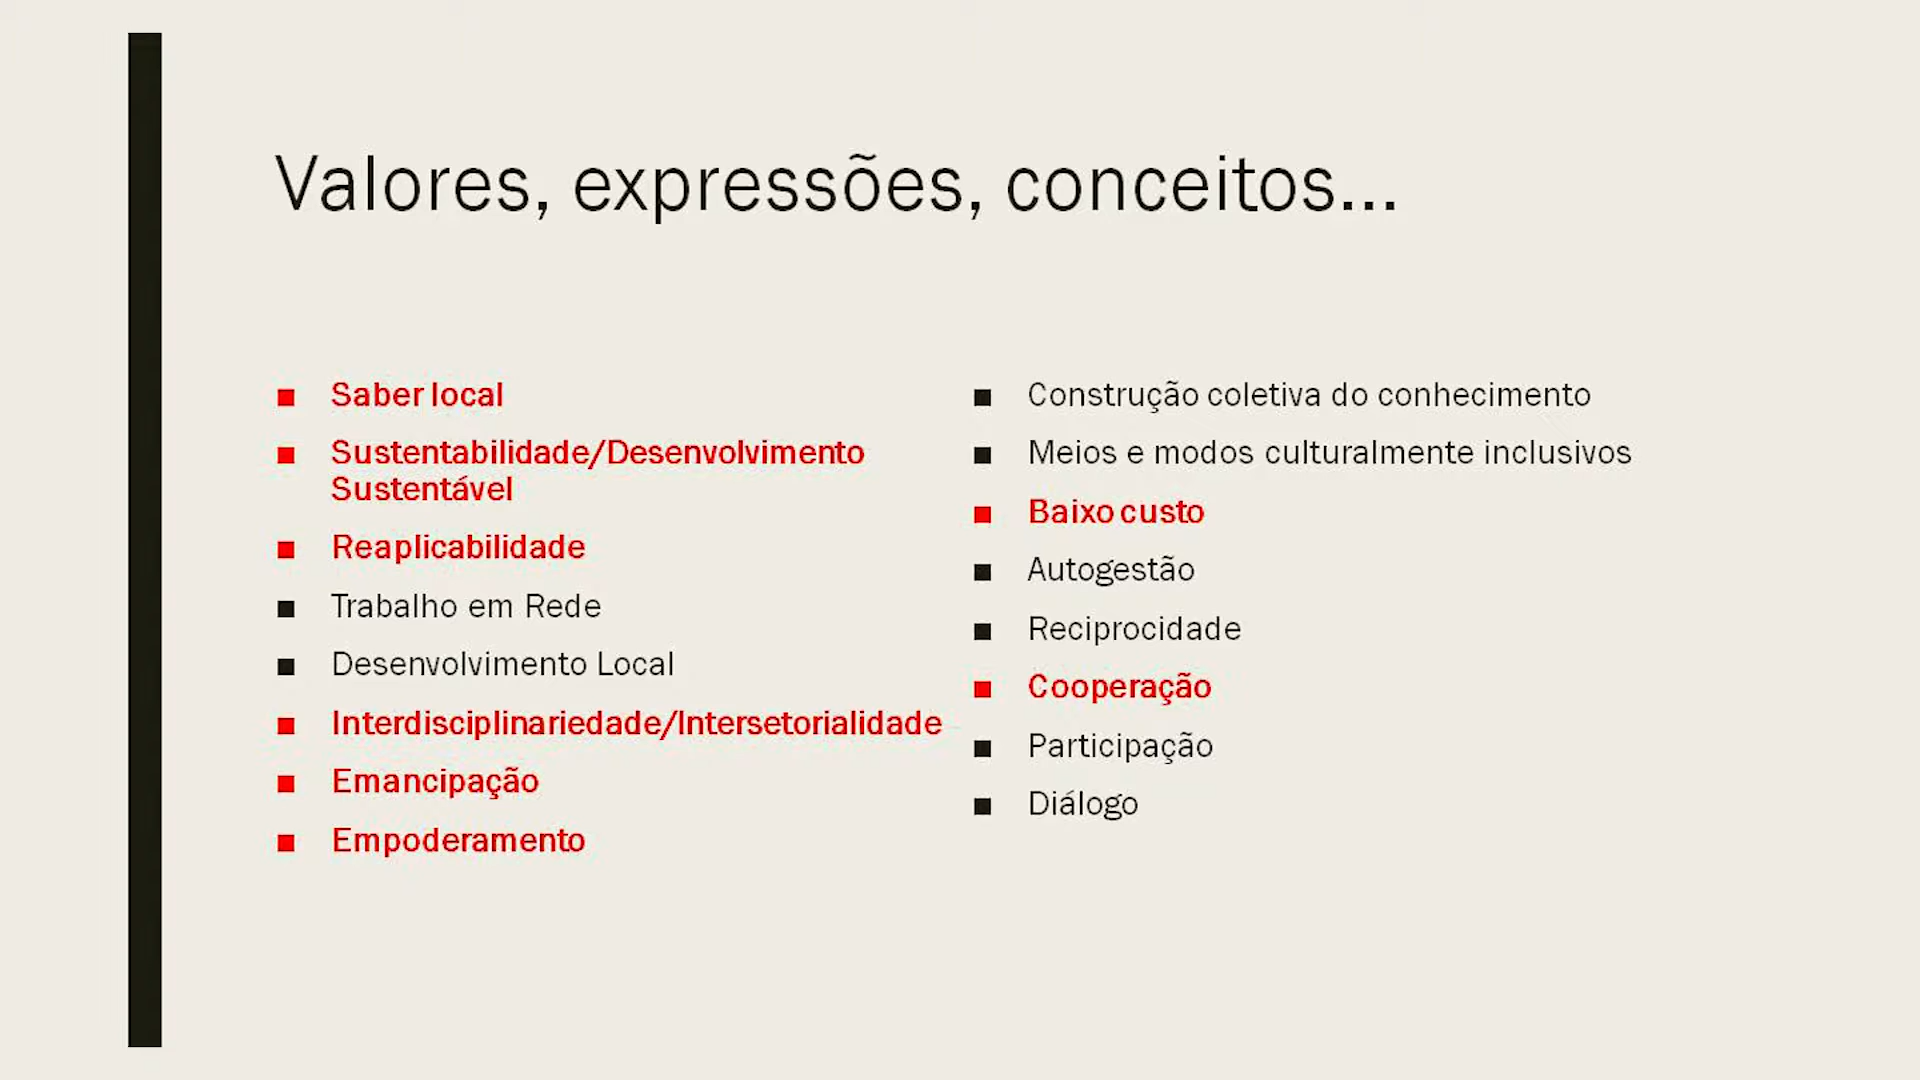 Valores, expressões, conceitos...
Saber local
Sustentabilidade/Desenvolvimento
Sustentável
Reaplicabilidade
Trabalho em Rede
Desenvolvimento Local
Interdisciplinariedade/Intersetorialidade
Emancipação
Empoderamento
Construção coletiva do conhecimento
Meios e modos culturalmente inclusivos
Baixo custo
Autogestão
Reciprocidade
Cooperação
Participação
Diálogo